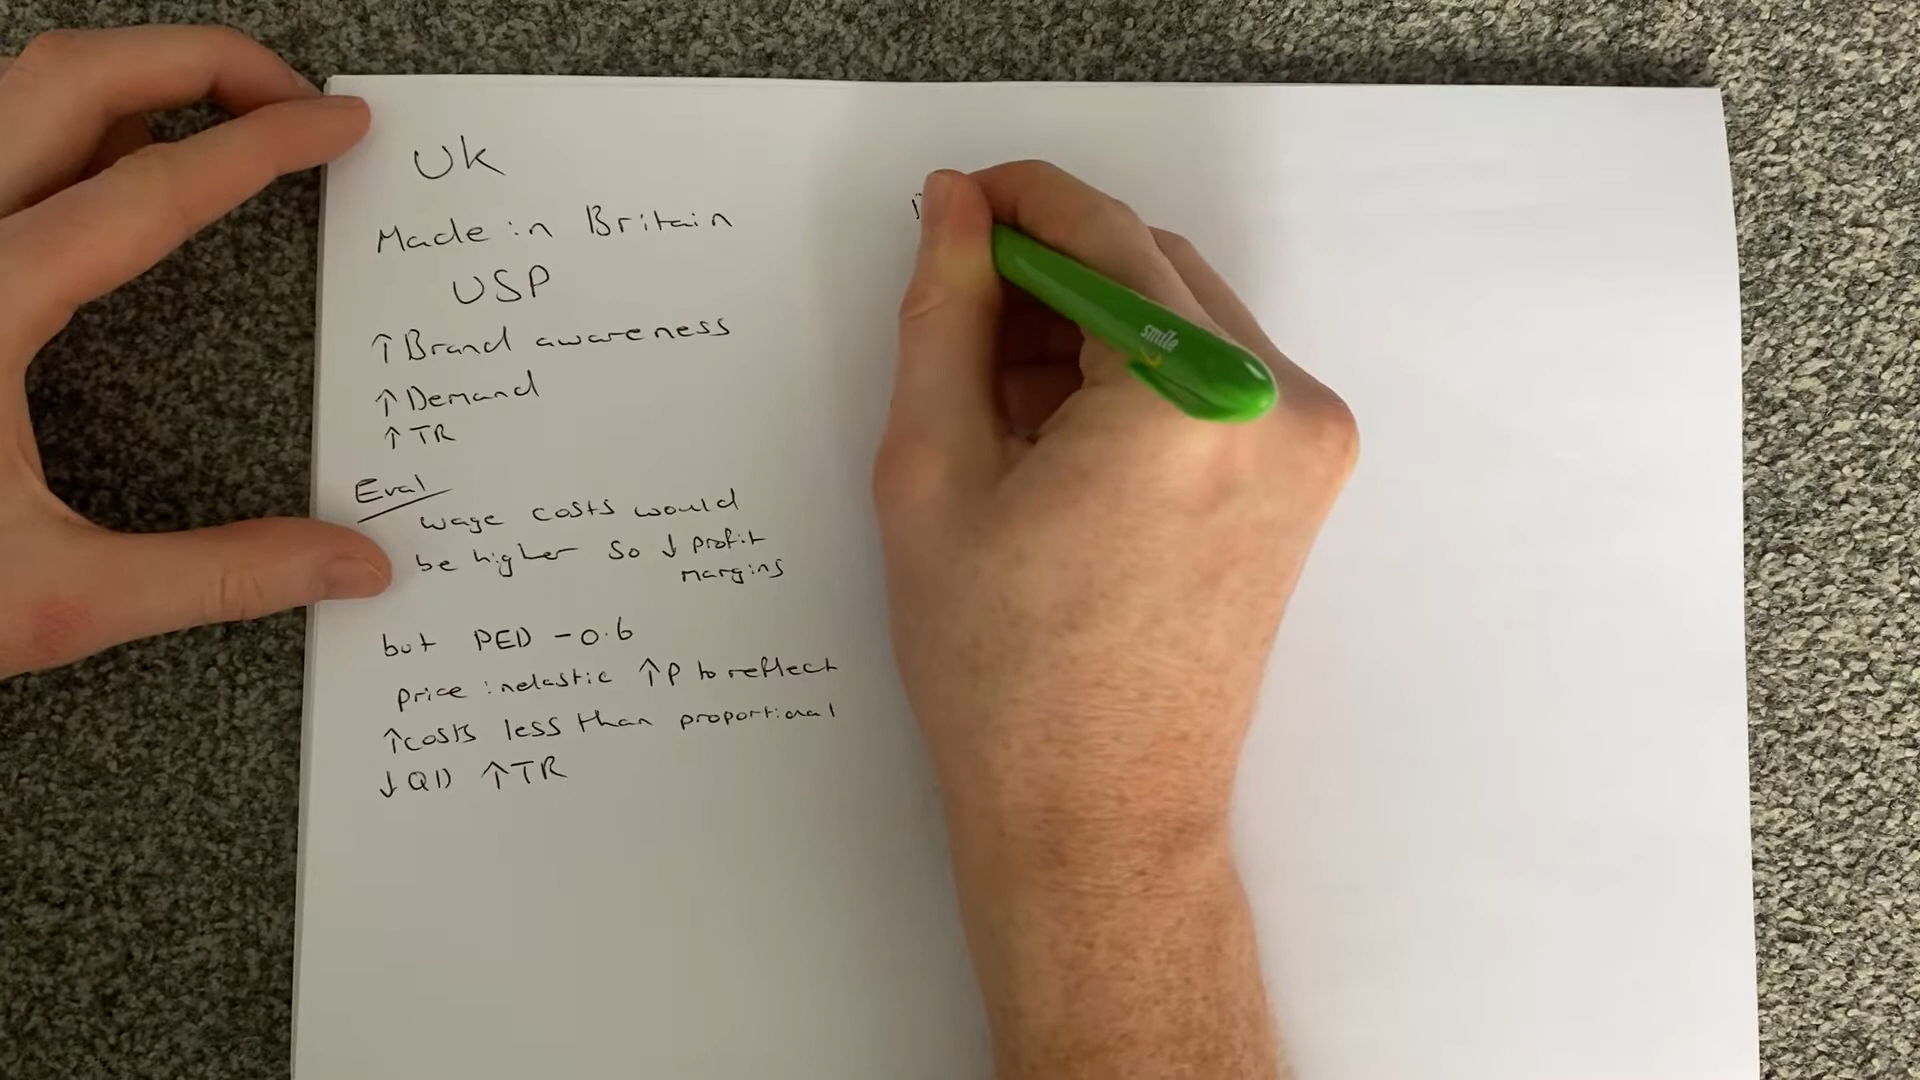 UK
Made in Britain
USP
↑ Brand awareness
↑ Demand
↑ TR
Eval
wage costs would
be higher so ↓ profit
margins
but PED -0.6
price inelastic ↑P to reflect
↑costs less than proportional
↓ QD ↑TR
smile